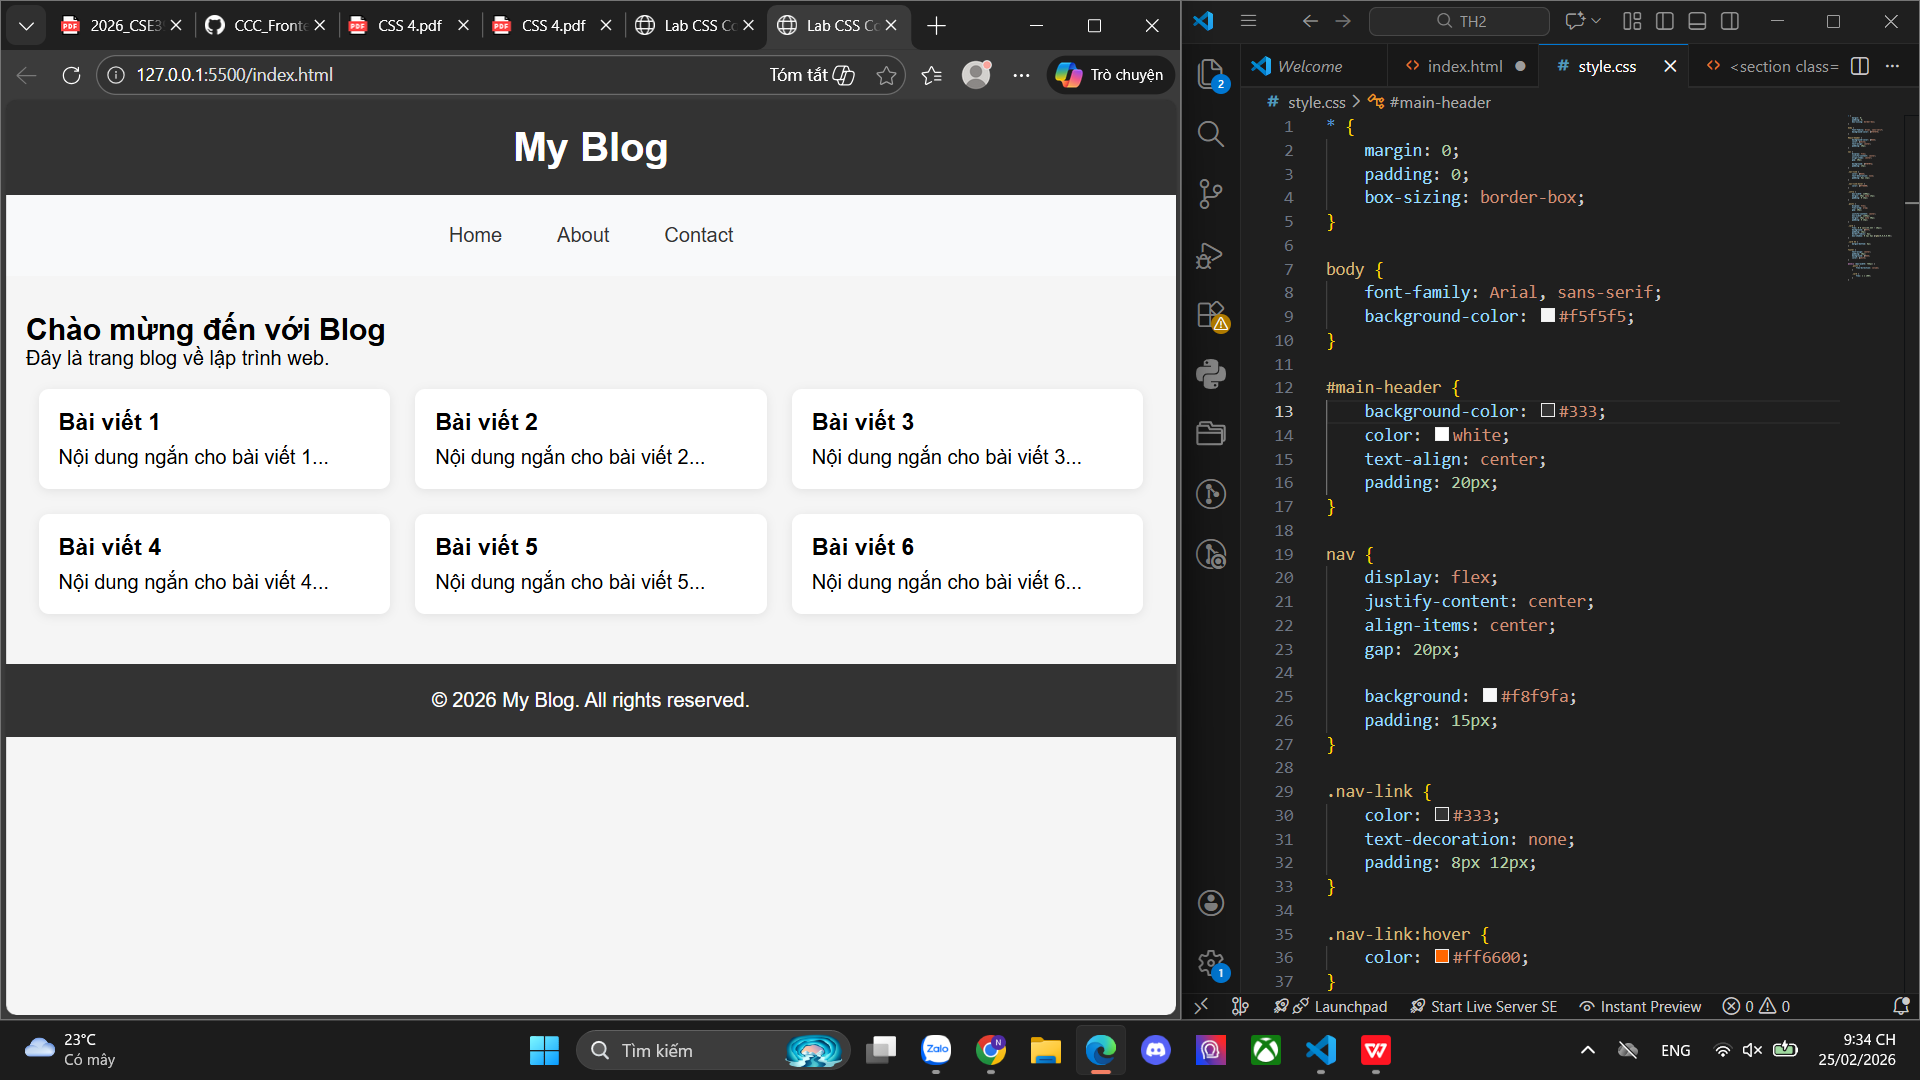 2026_CSE3
CCC_Fronte
CSS 4.pdf
CSS 4.pdf
Lab CSS Co
Lab CSS Co
127.0.0.1:5500/index.html
Tóm tắt
Trò chuyện
My Blog
Home
About
Contact
Chào mừng đến với Blog
Đây là trang blog về lập trình web.
Bài viết 1
Nội dung ngắn cho bài viết 1...
Bài viết 2
Nội dung ngắn cho bài viết 2...
Bài viết 3
Nội dung ngắn cho bài viết 3...
Bài viết 4
Nội dung ngắn cho bài viết 4...
Bài viết 5
Nội dung ngắn cho bài viết 5...
Bài viết 6
Nội dung ngắn cho bài viết 6...
© 2026 My Blog. All rights reserved.
TH2
Welcome
index.html
# style.css
<section class=
# style.css > #main-header
1 * {
2 margin: 0;
3 padding: 0;
4 box-sizing: border-box;
5 }
6
7 body {
8 font-family: Arial, sans-serif;
9 background-color: #f5f5f5;
10 }
11
12 #main-header {
13 background-color: #333;
14 color: white;
15 text-align: center;
16 padding: 20px;
17 }
18
19 nav {
20 display: flex;
21 justify-content: center;
22 align-items: center;
23 gap: 20px;
24
25 background: #f8f9fa;
26 padding: 15px;
27 }
28
29 .nav-link {
30 color: #333;
31 text-decoration: none;
32 padding: 8px 12px;
33 }
34
35 .nav-link:hover {
36 color: #ff6600;
37 }
2
1
Launchpad
Start Live Server SE
Instant Preview
0
0
23°C
Có mây
Tìm kiếm
Zalo
N
ENG
9:34 CH
25/02/2026